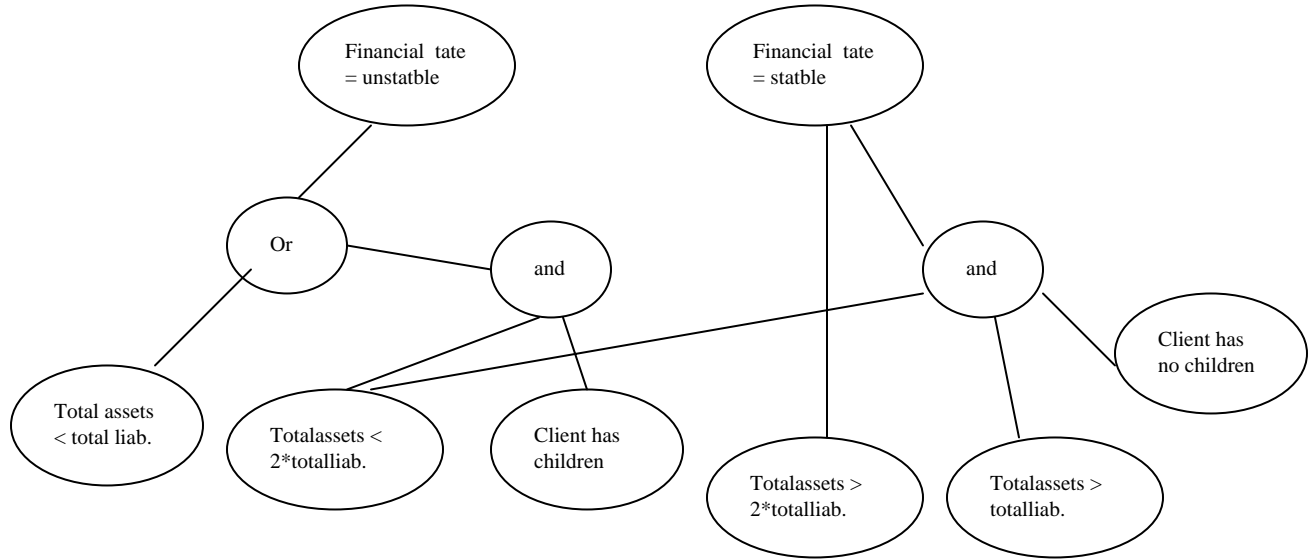 Financial tate
= unstatble
Financial tate
= statble
Or
and
and
Client has
no children
Total assets
< total liab.
Totalassets <
2*totalliab.
Client has
children
Totalassets >
2*totalliab.
Totalassets >
totalliab.